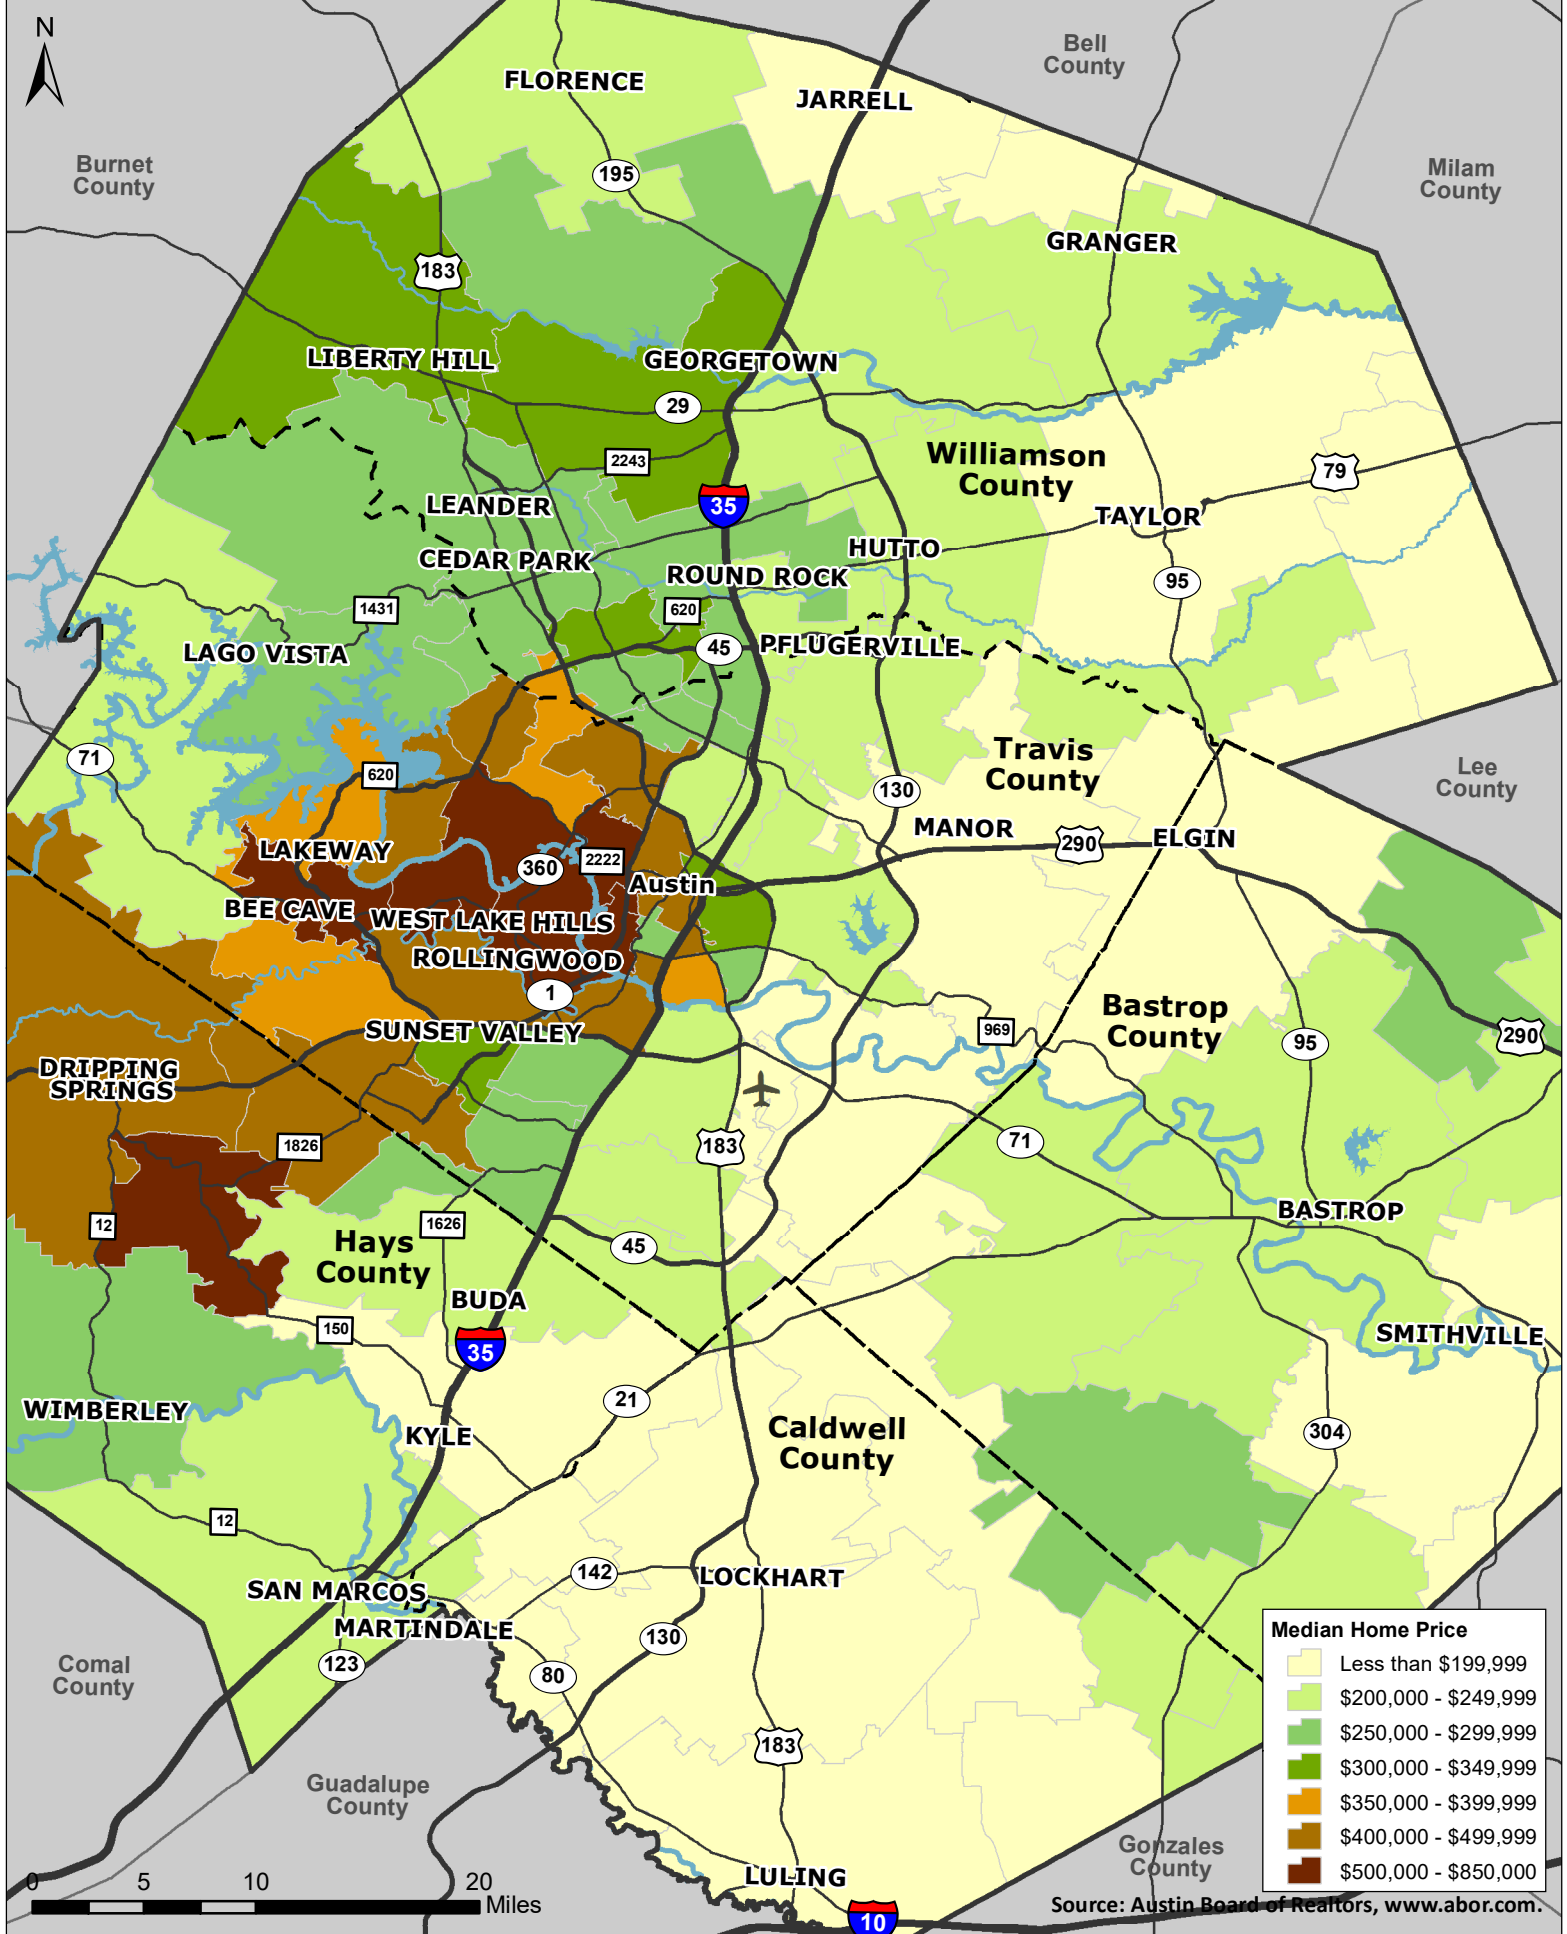 N
Bell
County
FLORENCE
JARRELL
Burnet
County
195
Milam
County
GRANGER
183
LIBERTY HILL
GEORGETOWN
29
Williamson
County
2243
79
LEANDER
35
TAYLOR
CEDAR PARK
HUTTO
ROUND ROCK
95
1431
620
LAGO VISTA
45
PFLUGERVILLE
71
Travis
County
620
Lee
County
130
MANOR
290
ELGIN
LAKEWAY
360
2222
Austin
BEE CAVE
WEST LAKE HILLS
ROLLINGWOOD
1
Bastrop
County
SUNSET VALLEY
969
95
290
DRIPPING
SPRINGS
1826
183
71
12
1626
BASTROP
Hays
County
45
BUDA
150
35
SMITHVILLE
WIMBERLEY
21
KYLE
Caldwell
County
304
12
SAN MARCOS
142
LOCKHART
MARTINDALE
130
123
80
Comal
County
183
Guadalupe
County
Gonzales
County
LULING
10
Median Home Price
Less than $199,999
$200,000 - $249,999
$250,000 - $299,999
$300,000 - $349,999
$350,000 - $399,999
$400,000 - $499,999
$500,000 - $850,000
0 5 10 20
Miles
Source: Austin Board of Realtors, www.abor.com.